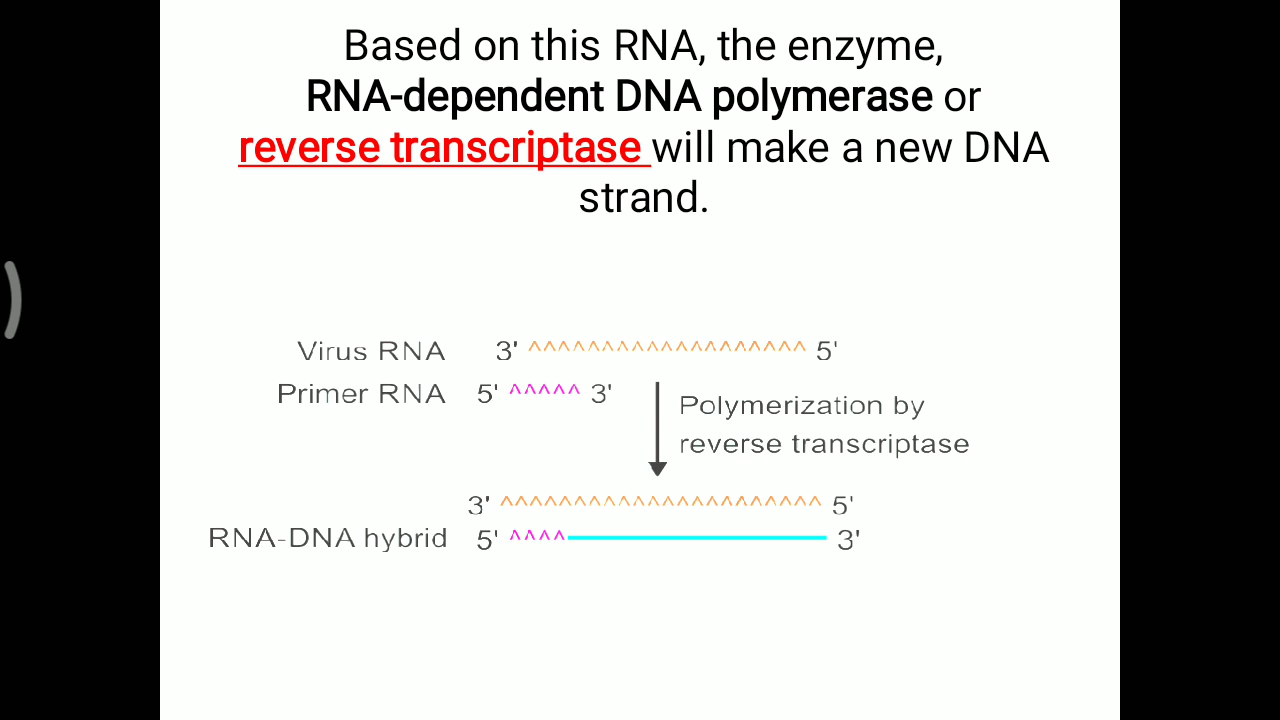 Based on this RNA, the enzyme,
RNA-dependent DNA polymerase or
reverse transcriptase will make a new DNA
strand.
Virus RNA 3' ^^^^^^^^^^^^^^^^^^^ 5'
Primer RNA 5' ^^^^^ 3'
Polymerization by
reverse transcriptase
3' ^^^^^^^^^^^^^^^^^^^^^^ 5'
RNA-DNA hybrid 5' ^^^^ 3'